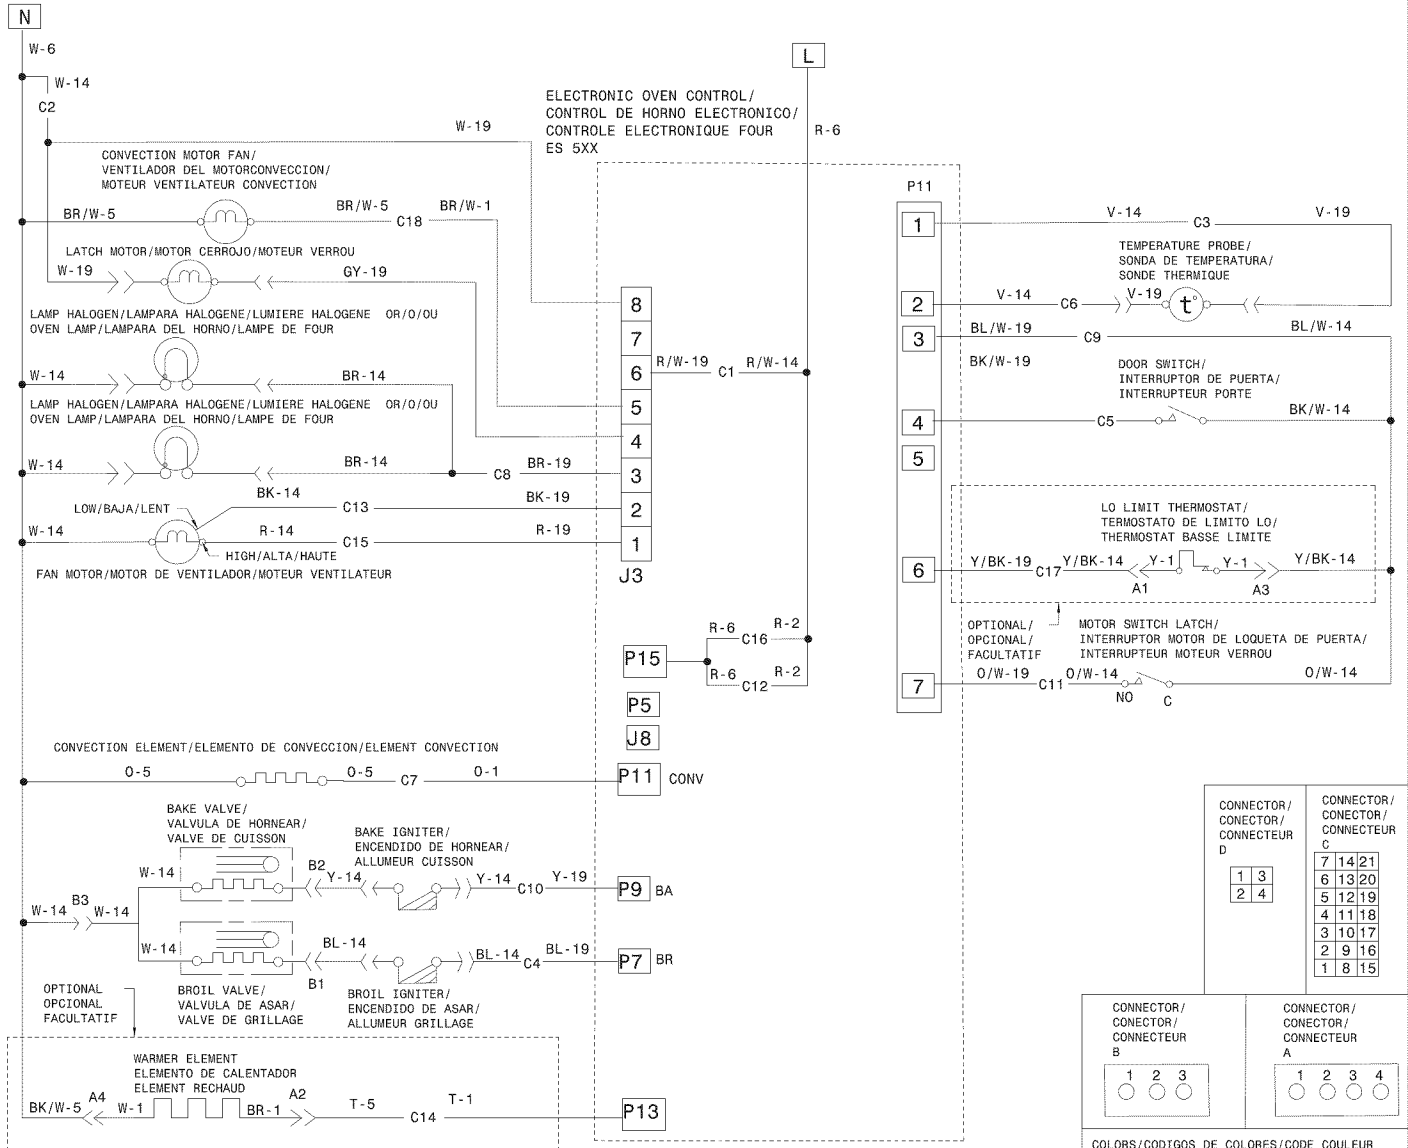 N
W-6
W-14
C2
W-19
L
ELECTRONIC OVEN CONTROL/
CONTROL DE HORNO ELECTRONICO/
CONTROLE ELECTRONIQUE FOUR
ES 5XX
R-6
CONVECTION MOTOR FAN/
VENTILADOR DEL MOTORCONVECCION/
MOTEUR VENTILATEUR CONVECTION
BR/W-5
BR/W-5
C18
BR/W-1
LATCH MOTOR/MOTOR CERROJO/MOTEUR VERROU
W-19
GY-19
LAMP HALOGEN/LAMPARA HALOGENE/LUMIERE HALOGENE OR/O/OU
OVEN LAMP/LAMPARA DEL HORNO/LAMPE DE FOUR
W-14
BR-14
LAMP HALOGEN/LAMPARA HALOGENE/LUMIERE HALOGENE OR/O/OU
OVEN LAMP/LAMPARA DEL HORNO/LAMPE DE FOUR
W-14
BR-14
C8
BR-19
BK-14
LOW/BAJA/LENT
C13
BK-19
W-14
R-14
C15
R-19
HIGH/ALTA/HAUTE
FAN MOTOR/MOTOR DE VENTILADOR/MOTEUR VENTILATEUR
8
7
6
5
4
3
2
1
J3
R/W-19
C1
R/W-14
P11
1
2
3
4
5
6
7
V-14
C3
V-19
TEMPERATURE PROBE/
SONDA DE TEMPERATURA/
SONDE THERMIQUE
V-14
C6
V-19
t°
BL/W-19
C9
BL/W-14
BK/W-19
DOOR SWITCH/
INTERRUPTOR DE PUERTA/
INTERRUPTEUR PORTE
C5
BK/W-14
LO LIMIT THERMOSTAT/
TERMOSTATO DE LIMITO LO/
THERMOSTAT BASSE LIMITE
Y/BK-19
C17
Y/BK-14
A1
Y-1
Y-1
A3
Y/BK-14
OPTIONAL/
OPCIONAL/
FACULTATIF
MOTOR SWITCH LATCH/
INTERRUPTOR MOTOR DE LOQUETA DE PUERTA/
INTERRUPTEUR MOTEUR VERROU
O/W-19
C11
O/W-14
NO
C
O/W-14
P15
R-6
C16
R-2
R-6
C12
R-2
P5
J8
CONVECTION ELEMENT/ELEMENTO DE CONVECCION/ELEMENT CONVECTION
O-5
O-5
C7
O-1
P11 CONV
BAKE VALVE/
VALVULA DE HORNEAR/
VALVE DE CUISSON
BAKE IGNITER/
ENCENDIDO DE HORNEAR/
ALLUMEUR CUISSON
W-14
B2
Y-14
Y-14
C10
Y-19
P9 BA
W-14
B3
W-14
W-14
BL-14
B1
BL-14
C4
BL-19
P7 BR
BROIL VALVE/
VALVULA DE ASAR/
VALVE DE GRILLAGE
BROIL IGNITER/
ENCENDIDO DE ASAR/
ALLUMEUR GRILLAGE
OPTIONAL
OPCIONAL
FACULTATIF
WARMER ELEMENT
ELEMENTO DE CALENTADOR
ELEMENT RECHAUD
BK/W-5
A4
W-1
BR-1
A2
T-5
C14
T-1
P13
CONNECTOR/
CONECTOR/
CONNECTEUR
D
1 3
2 4
CONNECTOR/
CONECTOR/
CONNECTEUR
C
7 14 21
6 13 20
5 12 19
4 11 18
3 10 17
2 9 16
1 8 15
CONNECTOR/
CONECTOR/
CONNECTEUR
B
1 2 3
CONNECTOR/
CONECTOR/
CONNECTEUR
A
1 2 3 4
COLORS/CODIGOS DE COLORES/CODE COULEUR